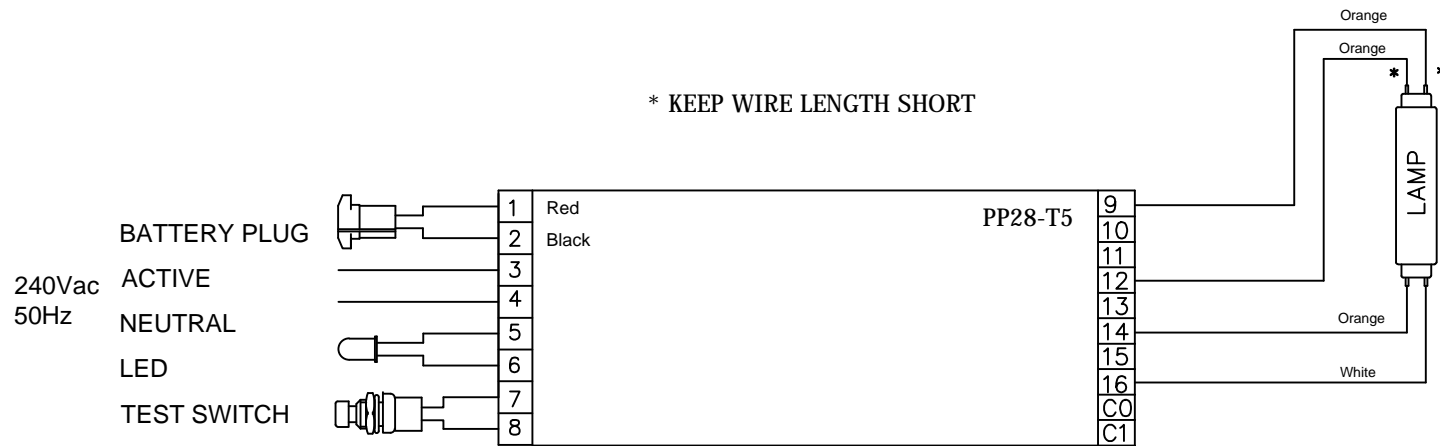 Orange
Orange
* *
* KEEP WIRE LENGTH SHORT
LAMP
PP28-T5
1 Red
2 Black
3
4
5
6
7
8
9
10
11
12
13
14
15
16
C0
C1
BATTERY PLUG
240Vac
50Hz
ACTIVE
NEUTRAL
LED
TEST SWITCH
Orange
White